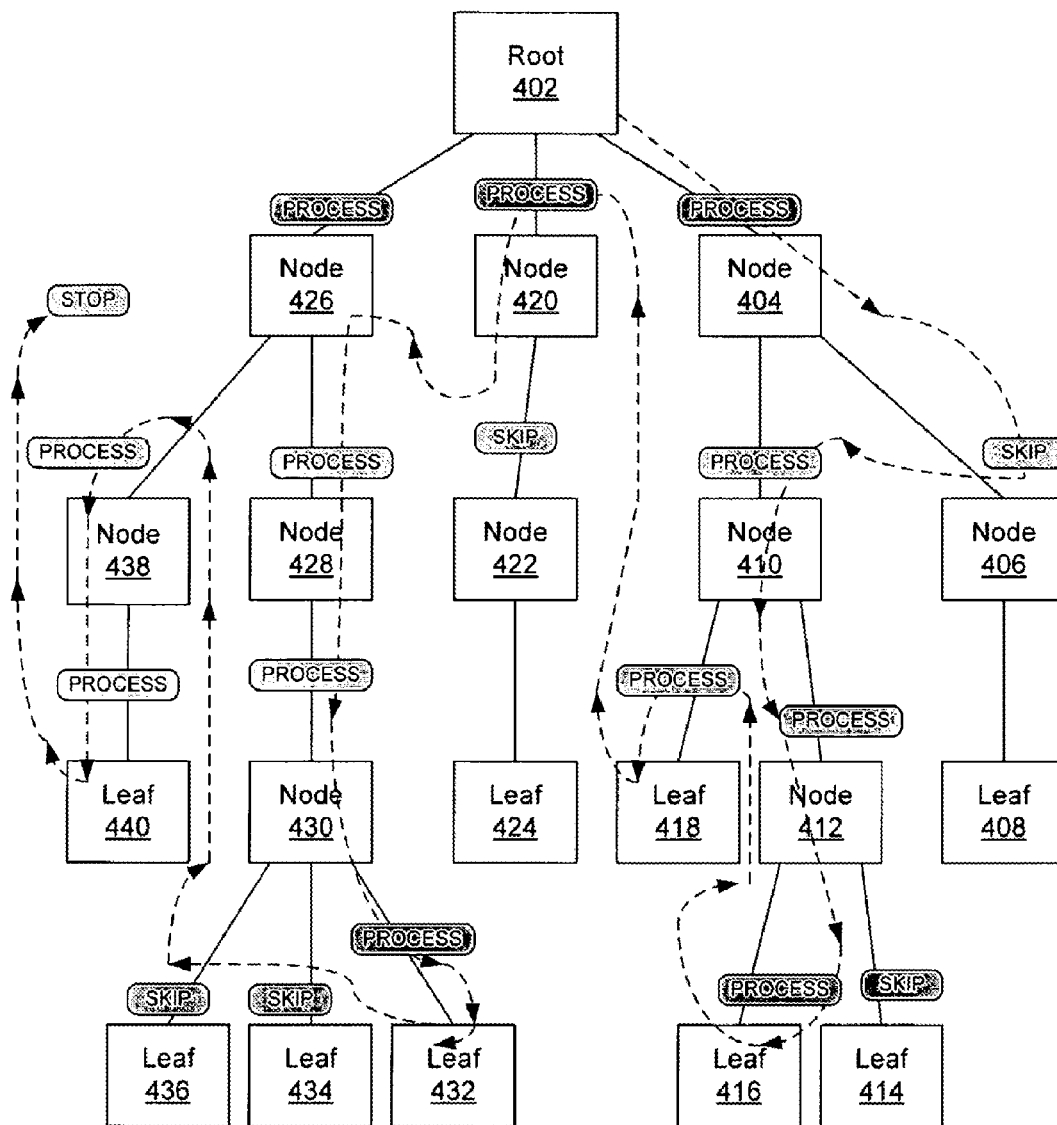 Root
402
PROCESS
PROCESS
PROCESS
Node
426
Node
420
Node
404
STOP
PROCESS
PROCESS
SKIP
PROCESS
SKIP
Node
438
Node
428
Node
422
Node
410
Node
406
PROCESS
PROCESS
PROCESS
PROCESS
Leaf
440
Node
430
Leaf
424
Leaf
418
Node
412
Leaf
408
PROCESS
SKIP
SKIP
PROCESS
SKIP
Leaf
436
Leaf
434
Leaf
432
Leaf
416
Leaf
414